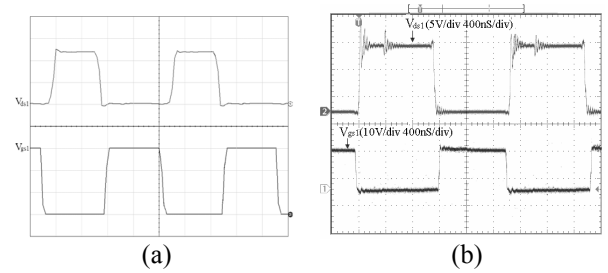 Vds1
Vgs1
(a)
Vds1(5V/div 400nS/div)
2
Vgs1(10V/div 400nS/div)
1
(b)